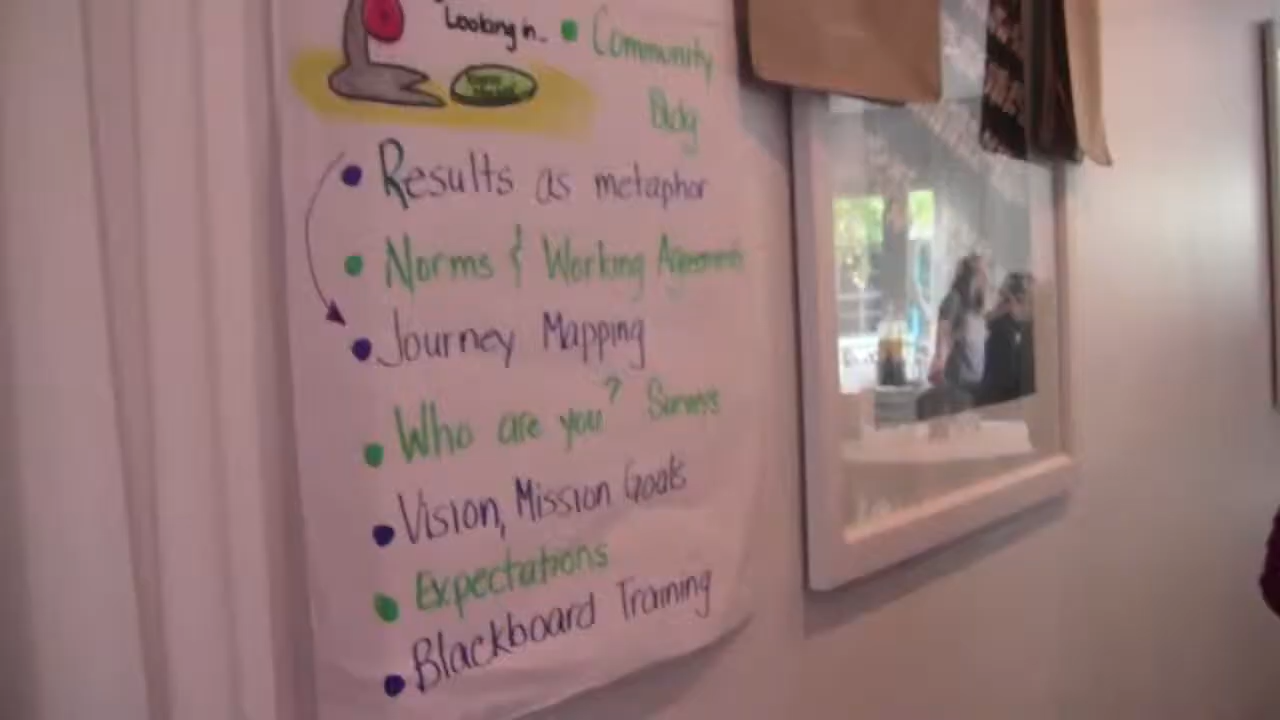 Looking in..
Community
Bldg
Results as metaphor
Norms & Working Agreements
Journey Mapping
Who are you? Surveys
Vision, Mission Goals
Expectations
Blackboard Training